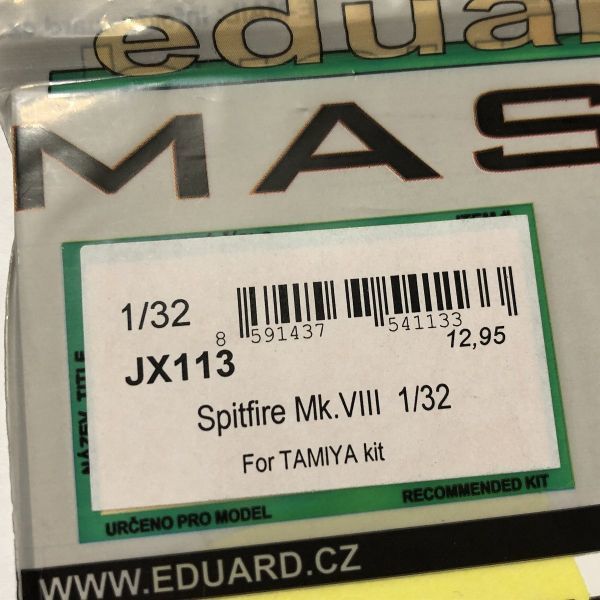 eduar
MAS
1/32
8 591437 541133
12,95
JX113
Spitfire Mk.VIII 1/32
For TAMIYA kit
NÁZEV TITLE
URČENO PRO MODEL
RECOMMENDED KIT
WWW.EDUARD.CZ